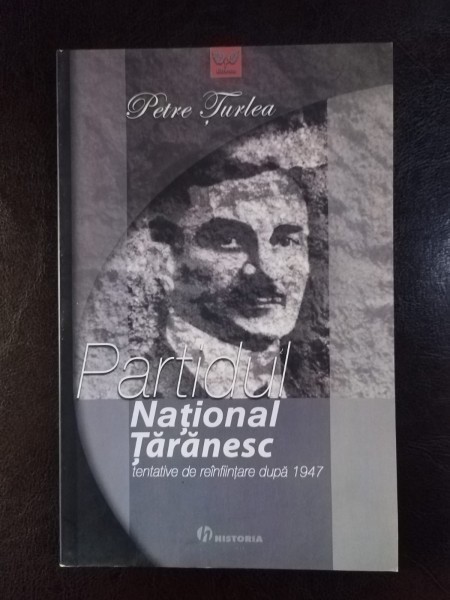 Petre Țurlea
Partidul
Național
Țărănesc
tentative de reînființare după 1947
HISTORIA